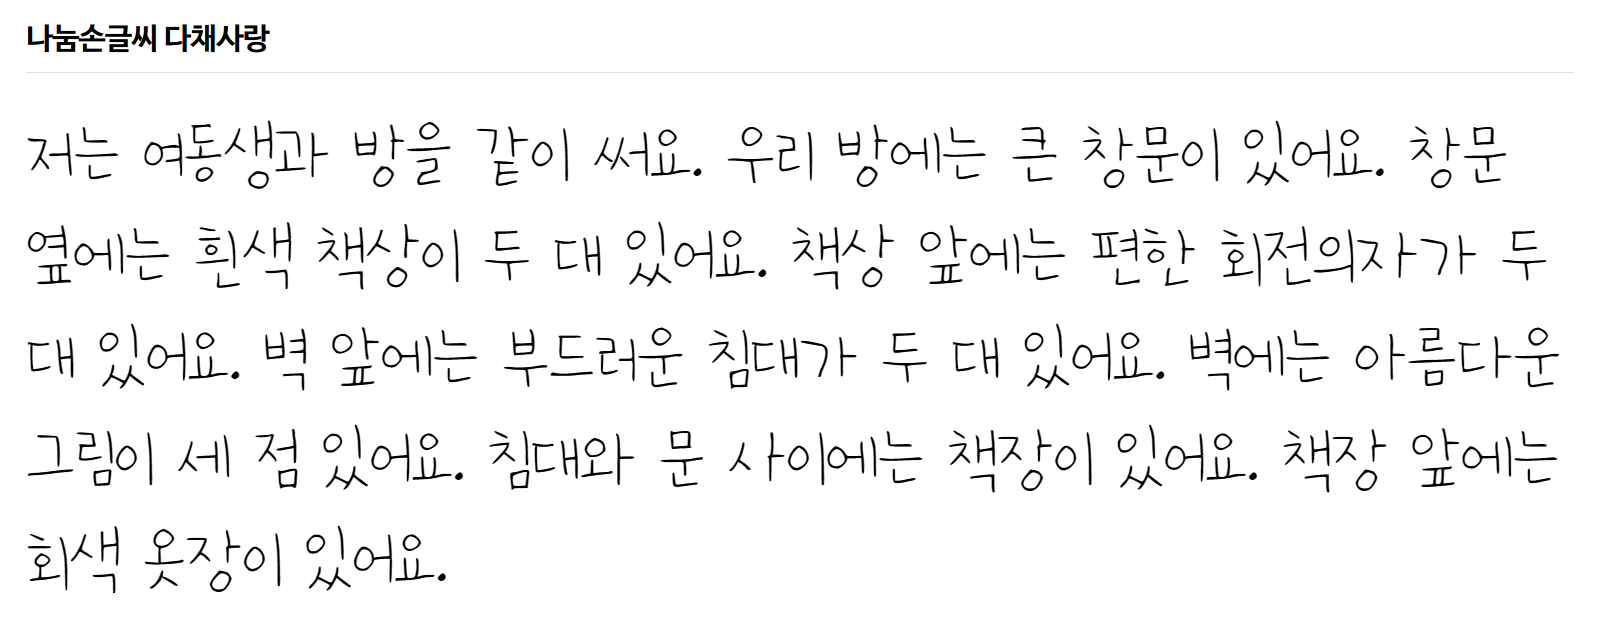 나눔손글씨 다채사랑
저는 여동생과 방을 같이 써요. 우리 방에는 큰 창문이 있어요. 창문
옆에는 흰색 책상이 두 대 있어요. 책상 앞에는 편한 회전의자가 두
대 있어요. 벽 앞에는 부드러운 침대가 두 대 있어요. 벽에는 아름다운
그림이 세 점 있어요. 침대와 문 사이에는 책장이 있어요. 책장 앞에는
회색 옷장이 있어요.